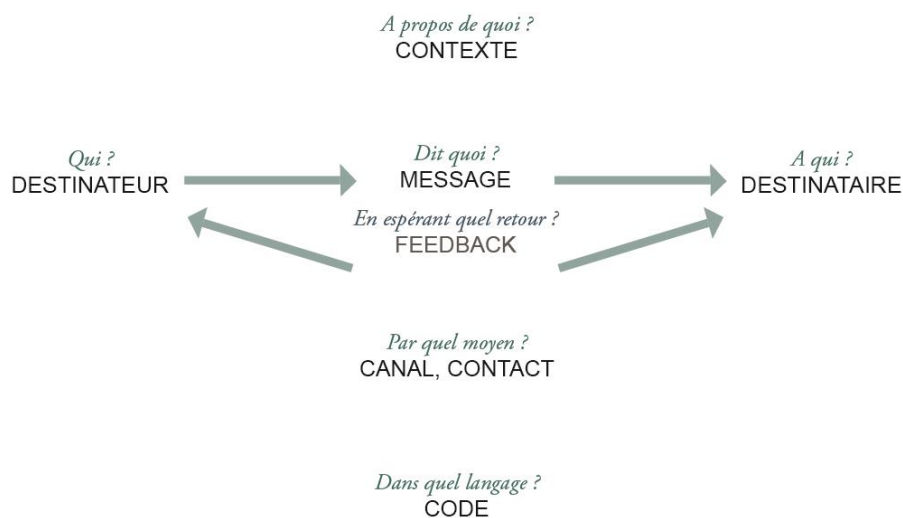 A propos de quoi ?
CONTEXTE
Qui ?
DESTINATEUR
Dit quoi ?
MESSAGE
A qui ?
DESTINATAIRE
En espérant quel retour ?
FEEDBACK
Par quel moyen ?
CANAL, CONTACT
Dans quel langage ?
CODE